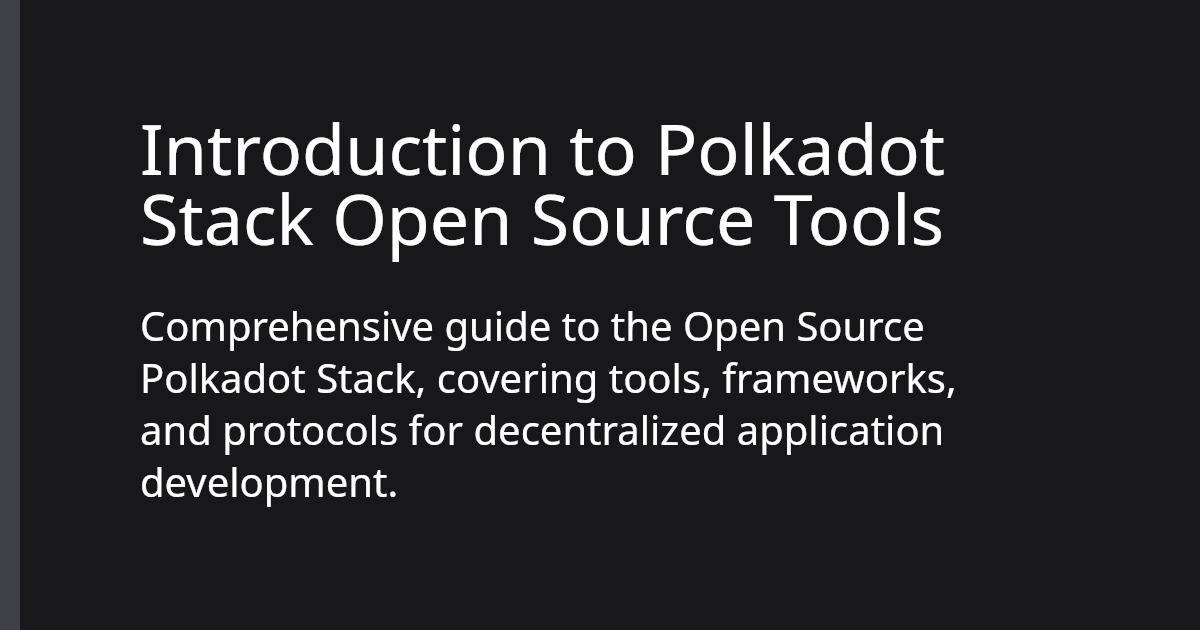 Introduction to Polkadot
Stack Open Source Tools
Comprehensive guide to the Open Source
Polkadot Stack, covering tools, frameworks,
and protocols for decentralized application
development.